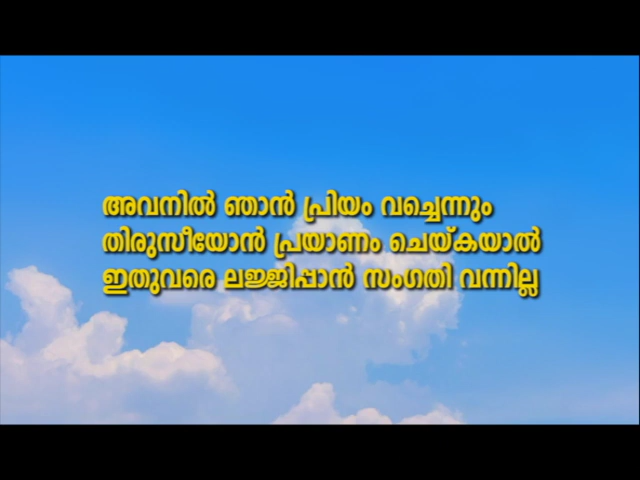 അവനിൽ ഞാൻ പ്രിയം വച്ചെന്നും
തിരുസീയോൻ പ്രയാണം ചെയ്കയാൽ
ഇതുവരെ ലജ്ജിപ്പാൻ സംഗതി വന്നില്ല